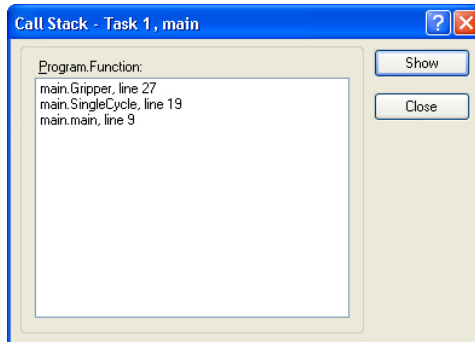 Call Stack - Task 1, main
Program.Function:
main.Gripper, line 27
main.SingleCycle, line 19
main.main, line 9
Show
Close